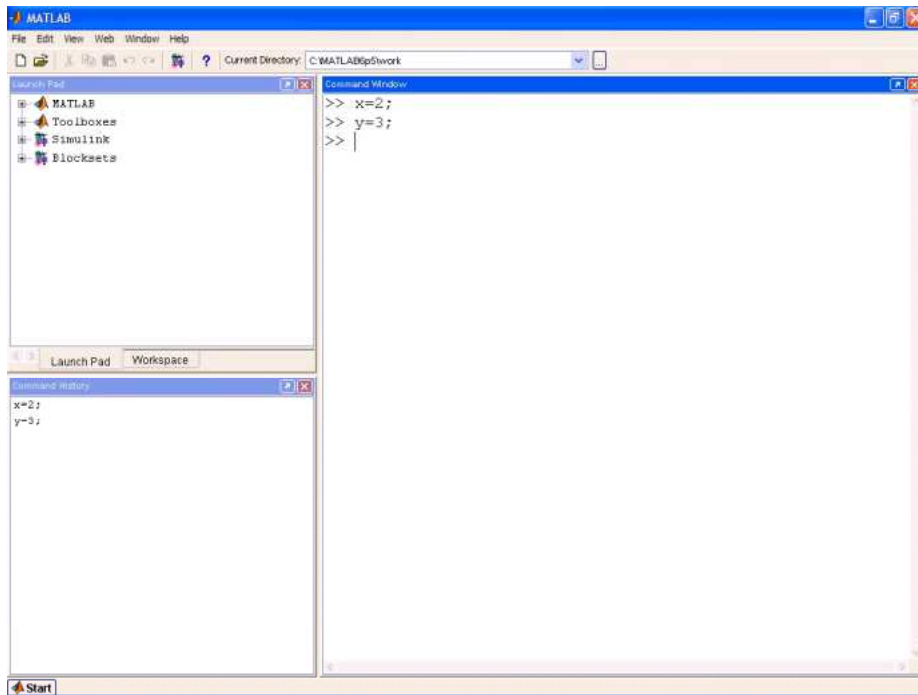 MATLAB
File Edit View Web Window Help
? Current Directory: C:\MATLAB6p5\work
Launch Pad
MATLAB
Toolboxes
Simulink
Blocksets
Launch Pad Workspace
Command History
x=2;
y=3;
Command Window
>> x=2;
>> y=3;
>>
Start